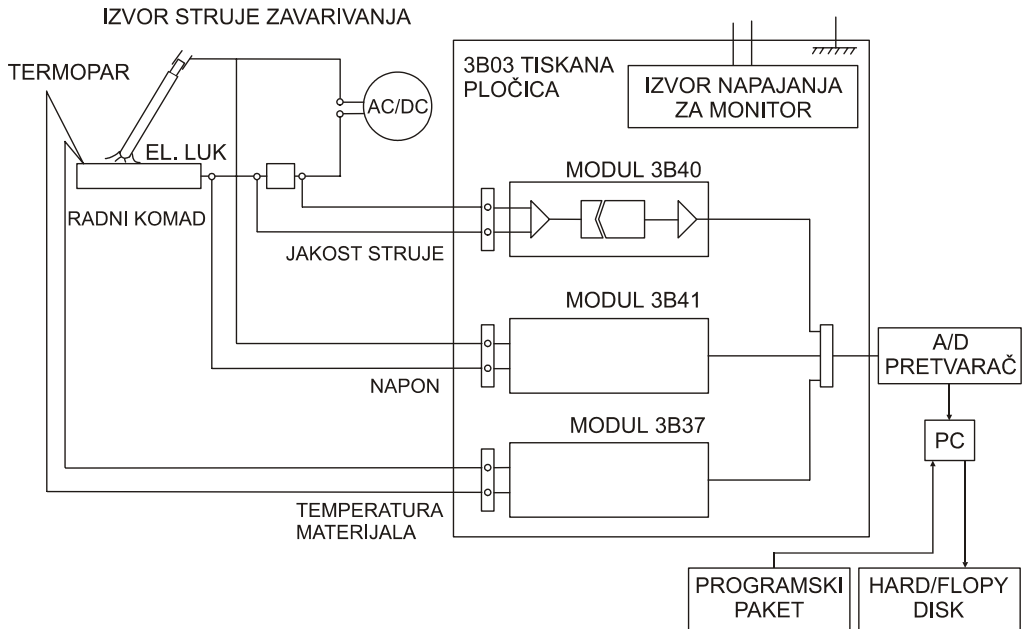 IZVOR STRUJE ZAVARIVANJA
TERMOPAR
AC/DC
EL. LUK
RADNI KOMAD
JAKOST STRUJE
NAPON
TEMPERATURA
MATERIJALA
3B03 TISKANA
PLOČICA
IZVOR NAPAJANJA
ZA MONITOR
MODUL 3B40
MODUL 3B41
MODUL 3B37
A/D
PRETVARAČ
PC
PROGRAMSKI
PAKET
HARD/FLOPY
DISK